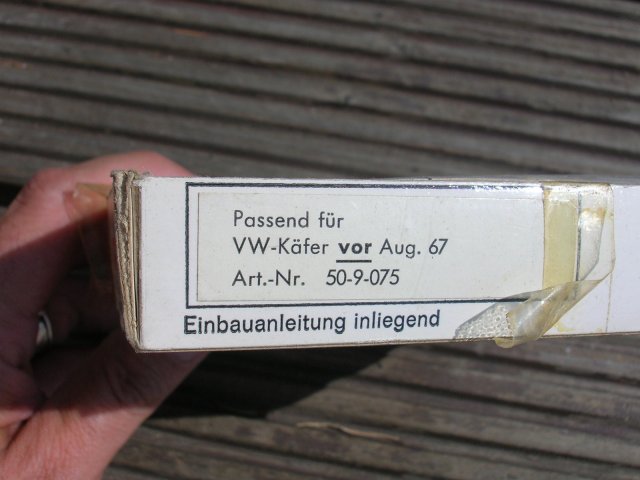 Passend für
VW-Käfer vor Aug. 67
Art.-Nr. 50-9-075
Einbauanleitung inliegend